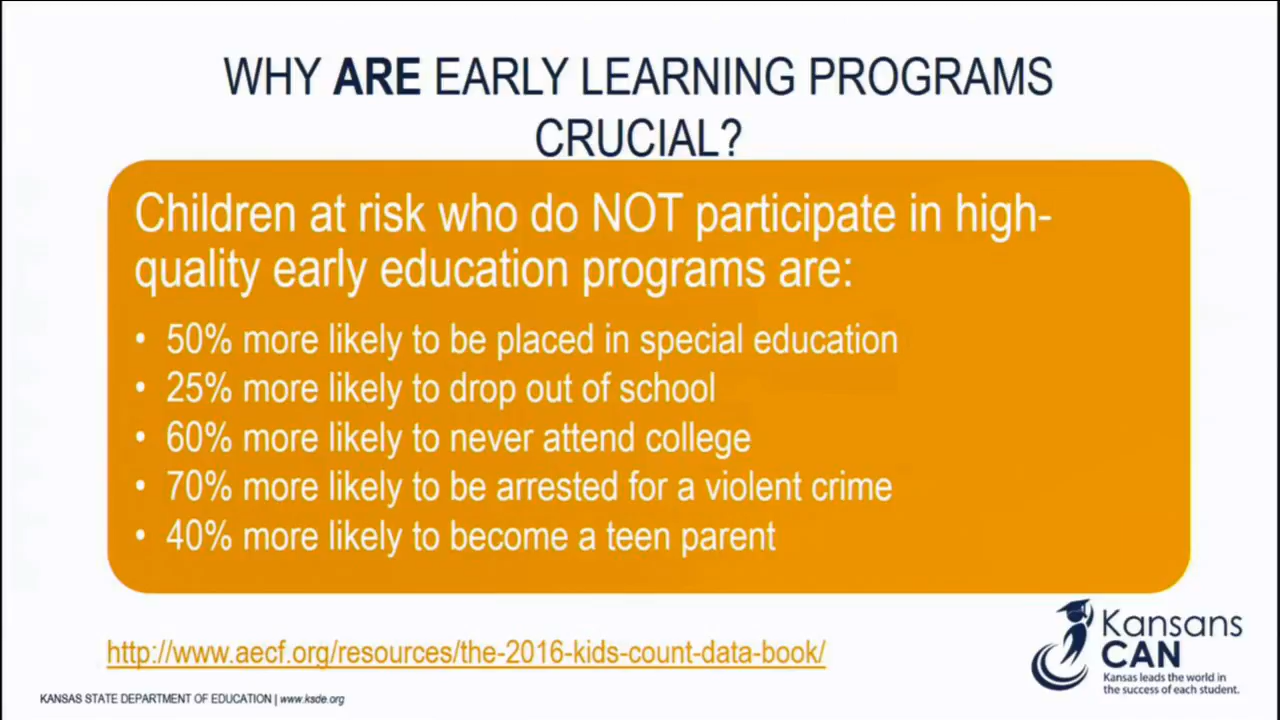 WHY ARE EARLY LEARNING PROGRAMS
CRUCIAL?
Children at risk who do NOT participate in high-
quality early education programs are:
• 50% more likely to be placed in special education
• 25% more likely to drop out of school
• 60% more likely to never attend college
• 70% more likely to be arrested for a violent crime
• 40% more likely to become a teen parent
http://www.aecf.org/resources/the-2016-kids-count-data-book/
Kansans
CAN
Kansas leads the world in
the success of each student.
KANSAS STATE DEPARTMENT OF EDUCATION | www.ksde.org